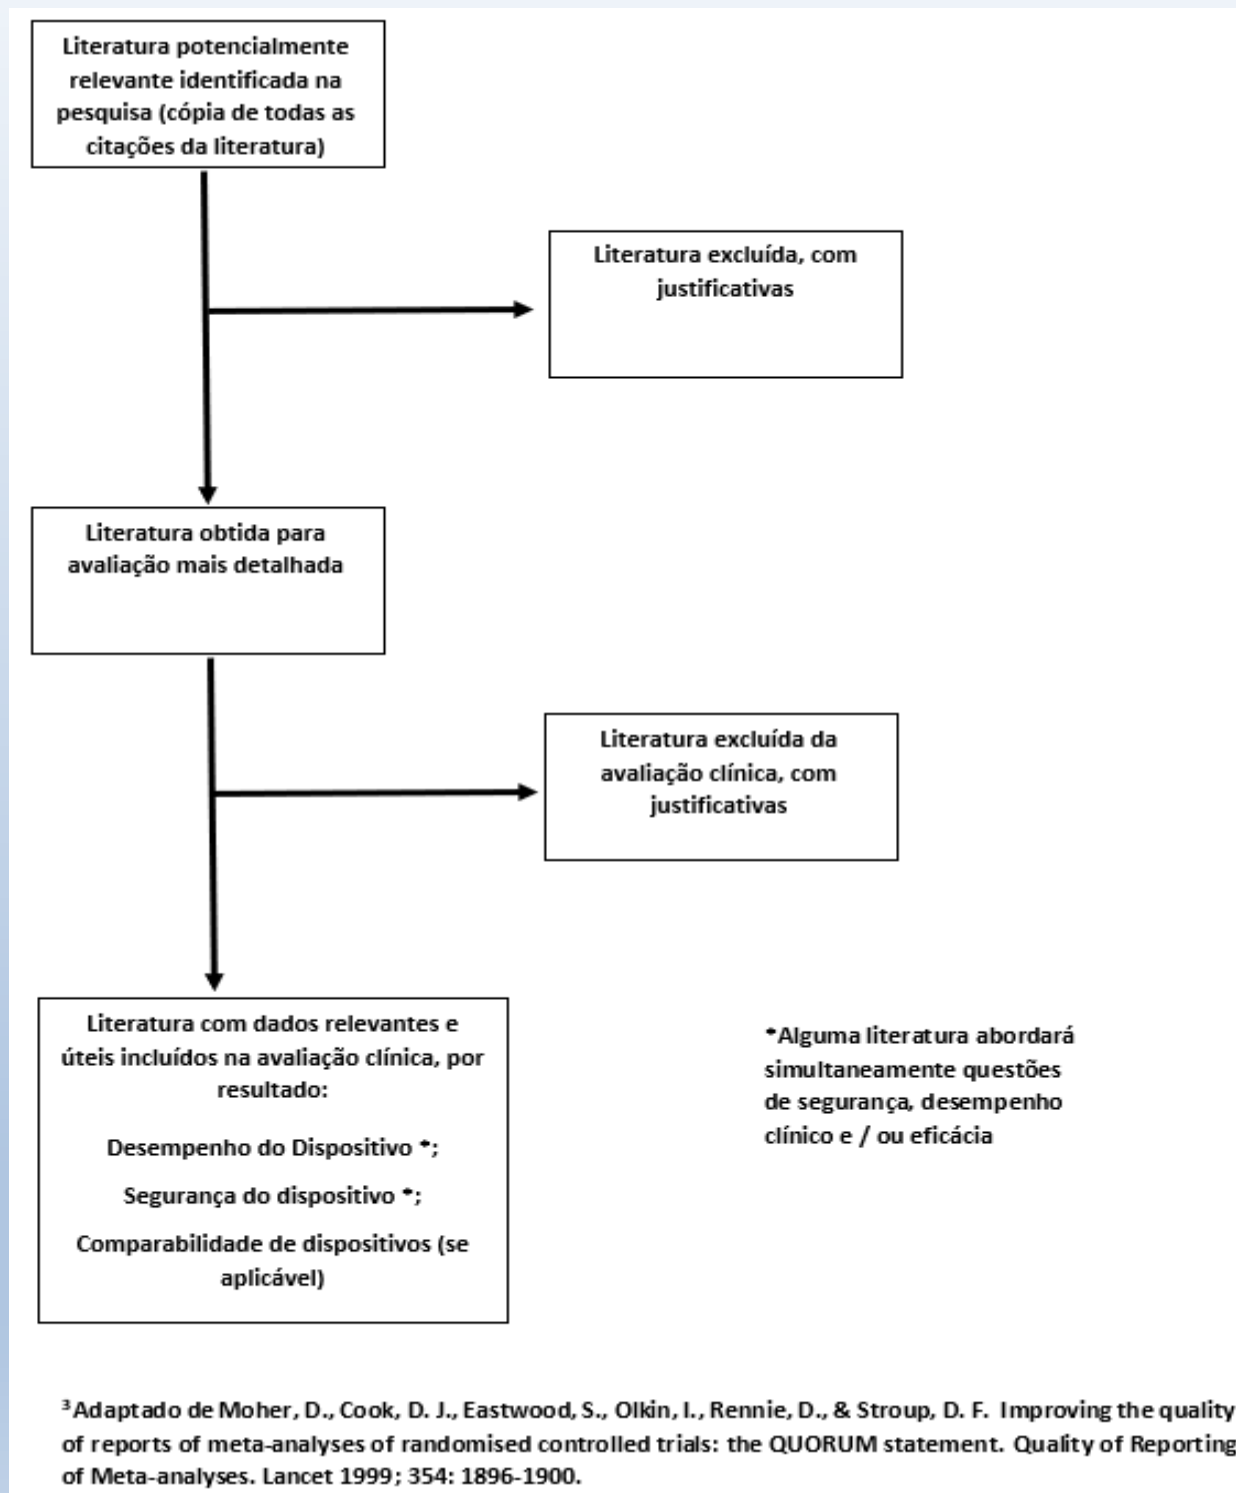 Literatura potencialmente
relevante identificada na
pesquisa (cópia de todas as
citações da literatura)
Literatura excluída, com
justificativas
Literatura obtida para
avaliação mais detalhada
Literatura excluída da
avaliação clínica, com
justificativas
Literatura com dados relevantes e
úteis incluídos na avaliação clínica, por
resultado:
Desempenho do Dispositivo *;
Segurança do dispositivo *;
Comparabilidade de dispositivos (se
aplicável)
*Alguma literatura abordará
simultaneamente questões
de segurança, desempenho
clínico e / ou eficácia
³Adaptado de Moher, D., Cook, D. J., Eastwood, S., Olkin, I., Rennie, D., & Stroup, D. F. Improving the quality
of reports of meta-analyses of randomised controlled trials: the QUORUM statement. Quality of Reporting
of Meta-analyses. Lancet 1999; 354: 1896-1900.